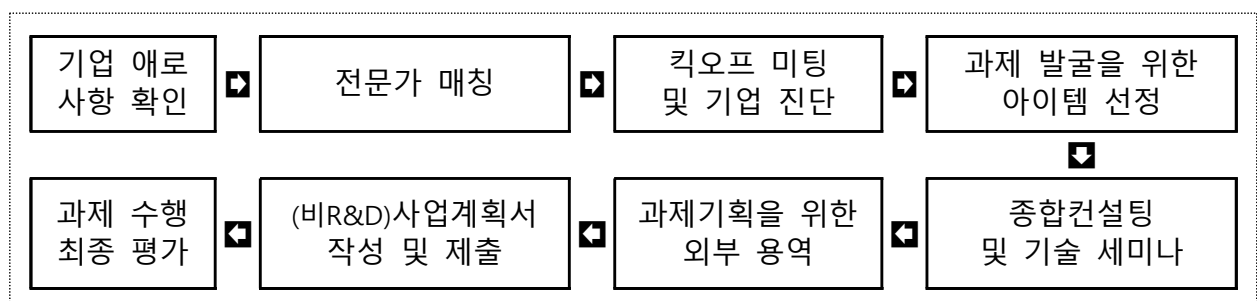 기업 애로
사항 확인
전문가 매칭
킥오프 미팅
및 기업 진단
과제 발굴을 위한
아이템 선정
종합컨설팅
및 기술 세미나
과제기획을 위한
외부 용역
(비R&D)사업계획서
작성 및 제출
과제 수행
최종 평가